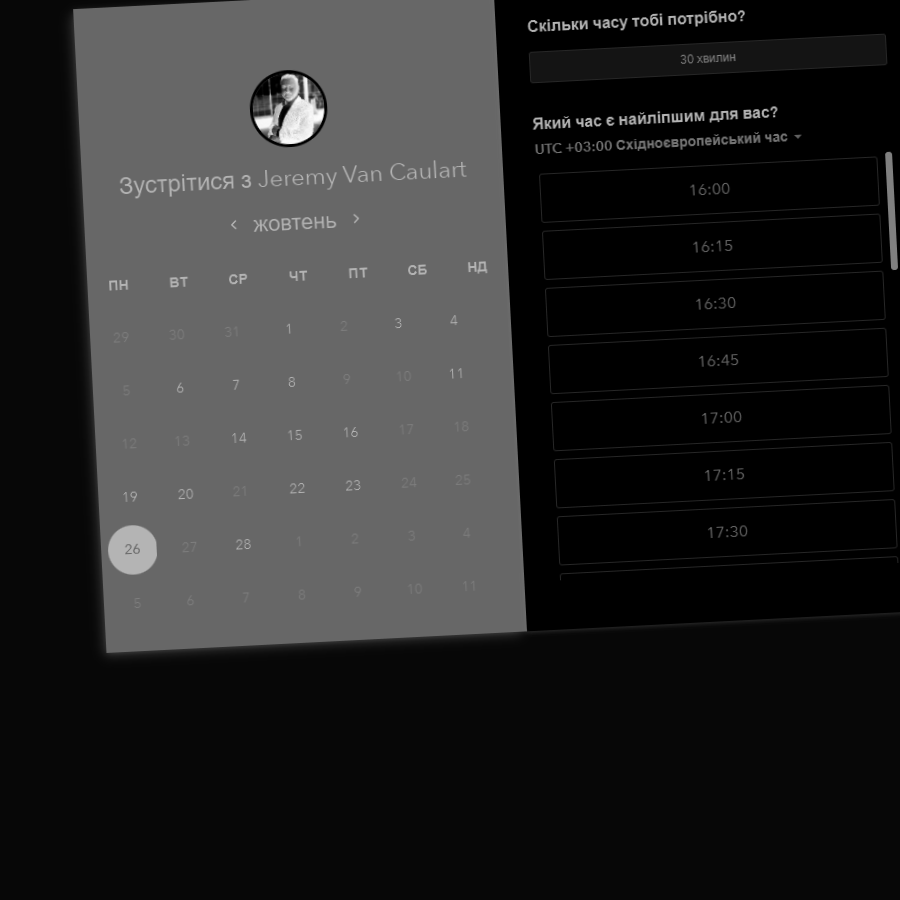 Зустрітися з Jeremy Van Caulart
жовтень
ПН ВТ СР ЧТ ПТ СБ НД
29 30 31 1 2 3 4
5 6 7 8 9 10 11
12 13 14 15 16 17 18
19 20 21 22 23 24 25
26 27 28 1 2 3 4
5 6 7 8 9 10 11
Скільки часу тобі потрібно?
30 хвилин
Який час є найліпшим для вас?
UTC +03:00 Східноєвропейський час
16:00
16:15
16:30
16:45
17:00
17:15
17:30